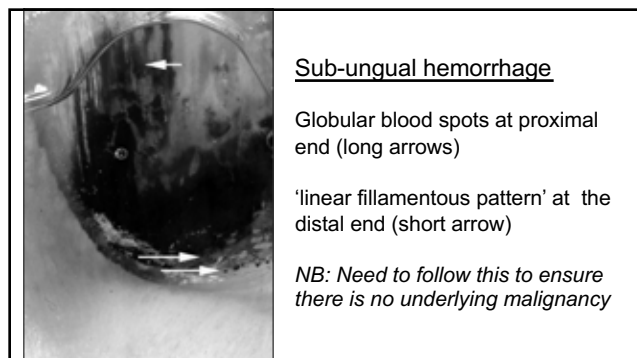 Sub-ungual hemorrhage
Globular blood spots at proximal
end (long arrows)
‘linear fillamentous pattern’ at the
distal end (short arrow)
NB: Need to follow this to ensure
there is no underlying malignancy